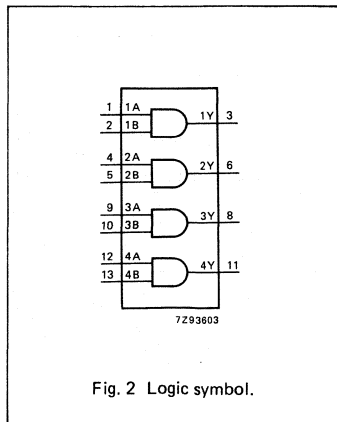 1 1A 1Y 3
2 1B
4 2A 2Y 6
5 2B
9 3A 3Y 8
10 3B
12 4A 4Y 11
13 4B
7Z93603
Fig. 2 Logic symbol.